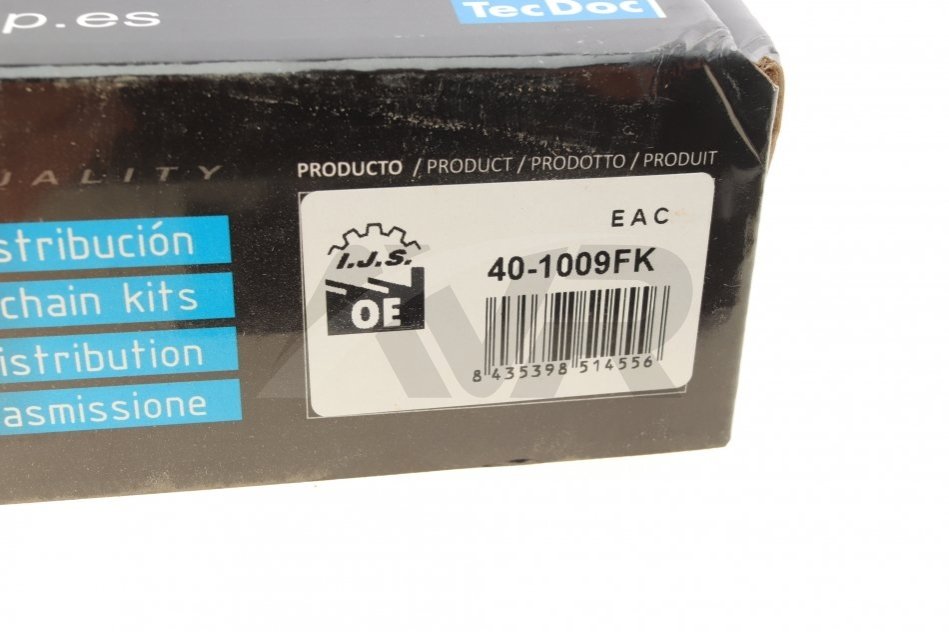 p.es
TecDoc
UALITY
PRODUCTO / PRODUCT / PRODOTTO / PRODUIT
stribución
chain kits
istribution
asmissione
EAC
I.J.S.
OE
40-1009FK
8 435398 514556
AVR